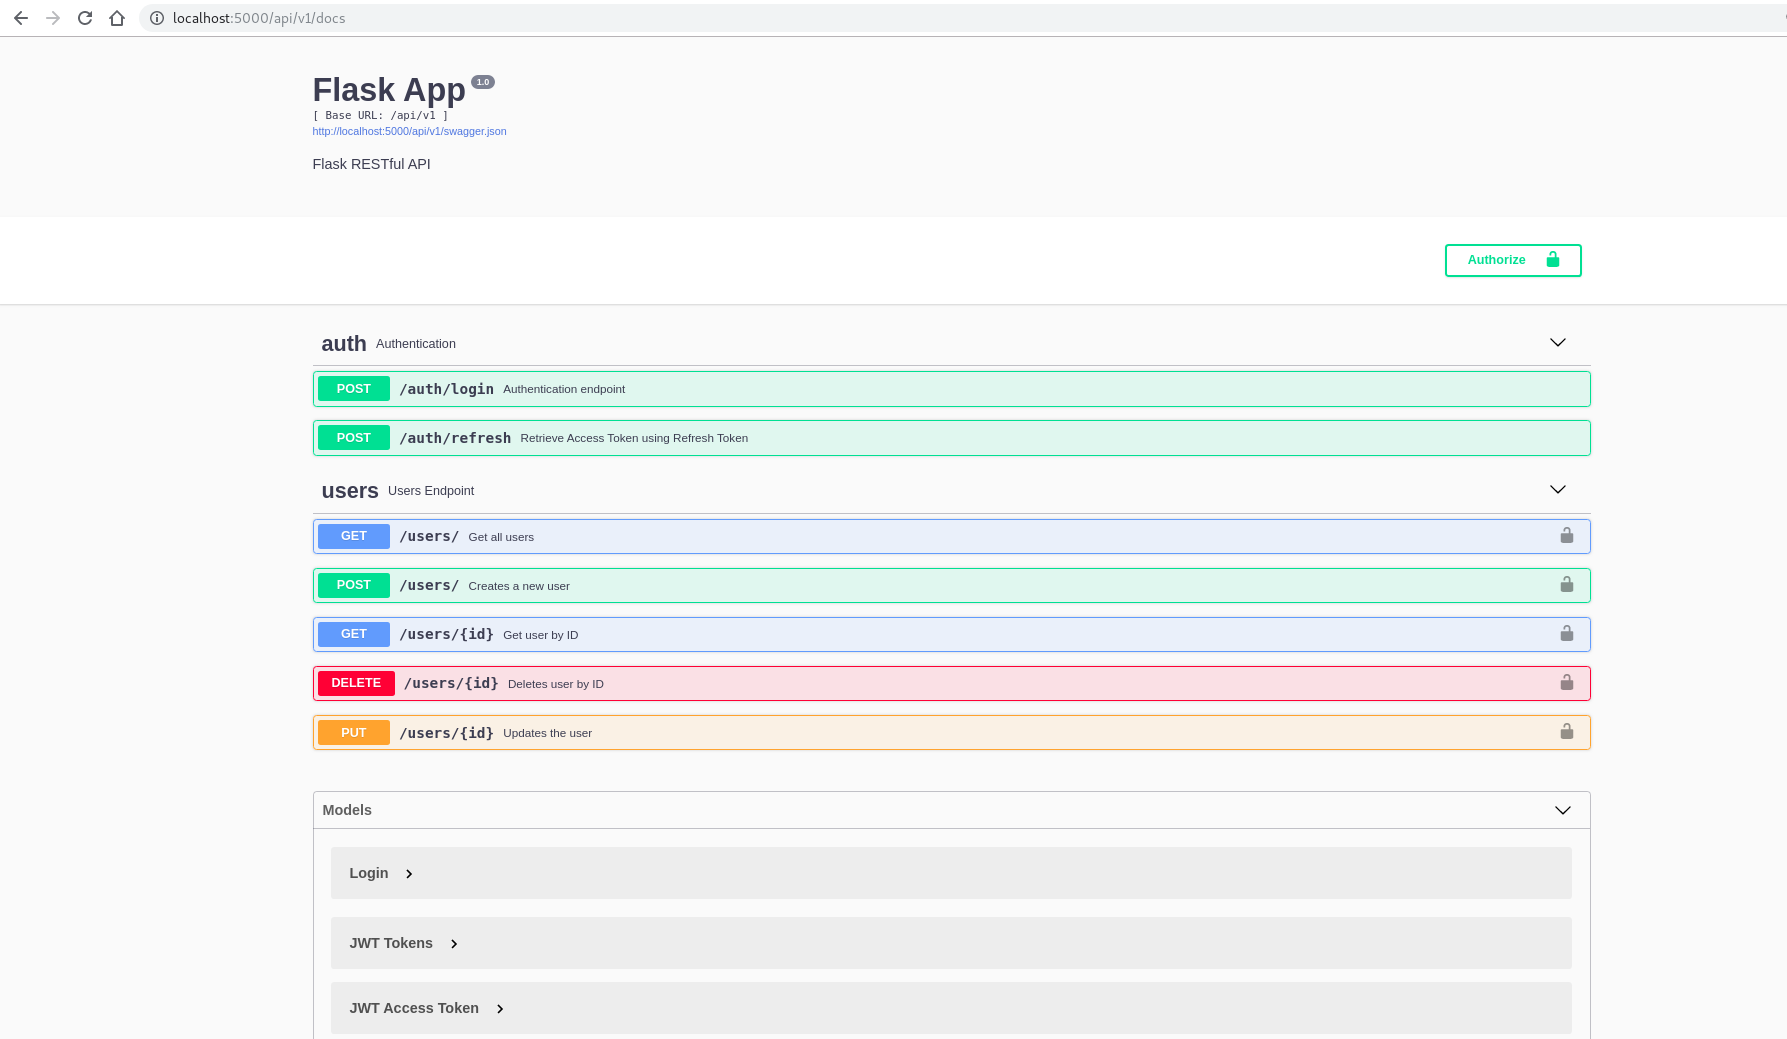 localhost:5000/api/v1/docs
Flask App 1.0
[ Base URL: /api/v1 ]
http://localhost:5000/api/v1/swagger.json
Flask RESTful API
Authorize
auth Authentication
POST /auth/login Authentication endpoint
POST /auth/refresh Retrieve Access Token using Refresh Token
users Users Endpoint
GET /users/ Get all users
POST /users/ Creates a new user
GET /users/{id} Get user by ID
DELETE /users/{id} Deletes user by ID
PUT /users/{id} Updates the user
Models
Login
JWT Tokens
JWT Access Token